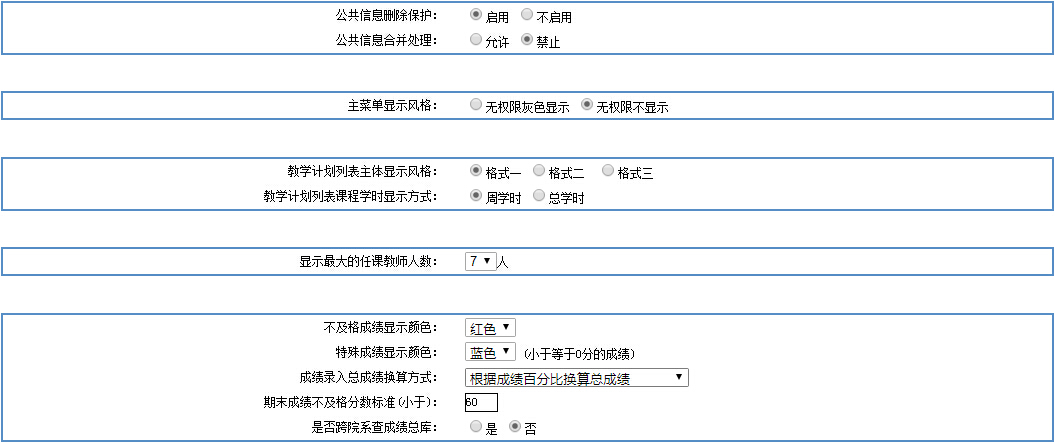 公共信息删除保护： 启用 不启用
公共信息合并处理： 允许 禁止
主菜单显示风格： 无权限灰色显示 无权限不显示
教学计划列表主体显示风格： 格式一 格式二 格式三
教学计划列表课程学时显示方式： 周学时 总学时
显示最大的任课教师人数： 7 人
不及格成绩显示颜色： 红色
特殊成绩显示颜色： 蓝色 (小于等于0分的成绩)
成绩录入总成绩换算方式： 根据成绩百分比换算总成绩
期末成绩不及格分数标准(小于)： 60
是否跨院系查成绩总库： 是 否